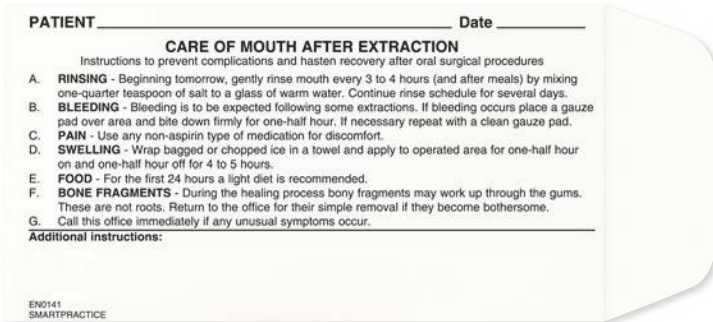 PATIENT Date
CARE OF MOUTH AFTER EXTRACTION
Instructions to prevent complications and hasten recovery after oral surgical procedures
A. RINSING - Beginning tomorrow, gently rinse mouth every 3 to 4 hours (and after meals) by mixing
one-quarter teaspoon of salt to a glass of warm water. Continue rinse schedule for several days.
B. BLEEDING - Bleeding is to be expected following some extractions. If bleeding occurs place a gauze
pad over area and bite down firmly for one-half hour. If necessary repeat with a clean gauze pad.
C. PAIN - Use any non-aspirin type of medication for discomfort.
D. SWELLING - Wrap bagged or chopped ice in a towel and apply to operated area for one-half hour
on and one-half hour off for 4 to 5 hours.
E. FOOD - For the first 24 hours a light diet is recommended.
F. BONE FRAGMENTS - During the healing process bony fragments may work up through the gums.
These are not roots. Return to the office for their simple removal if they become bothersome.
G. Call this office immediately if any unusual symptoms occur.
Additional instructions:
EN0141
SMARTPRACTICE